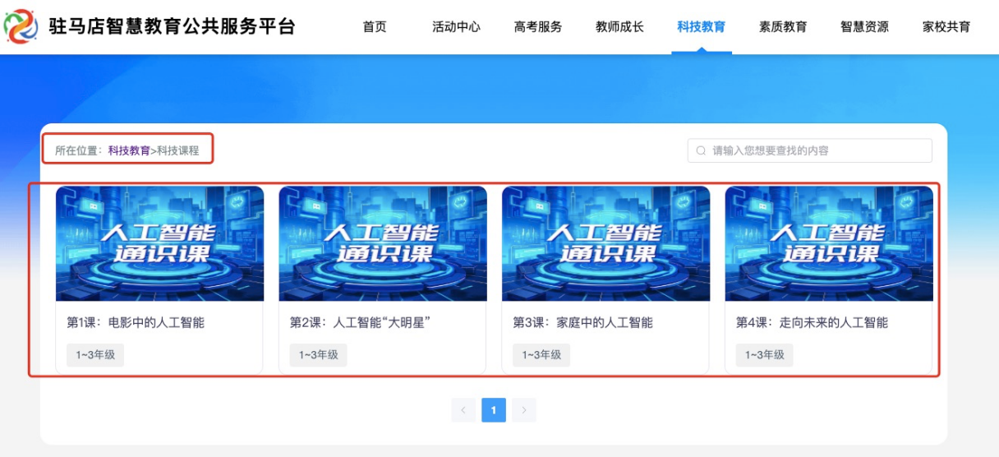 驻马店智慧教育公共服务平台
首页 活动中心 高考服务 教师成长 科技教育 素质教育 智慧资源 家校共育
所在位置：科技教育>科技课程
请输入您想要查找的内容
人工智能
通识课
人工智能
通识课
人工智能
通识课
人工智能
通识课
第1课：电影中的人工智能
第2课：人工智能“大明星”
第3课：家庭中的人工智能
第4课：走向未来的人工智能
1~3年级
1~3年级
1~3年级
1~3年级
< 1 >